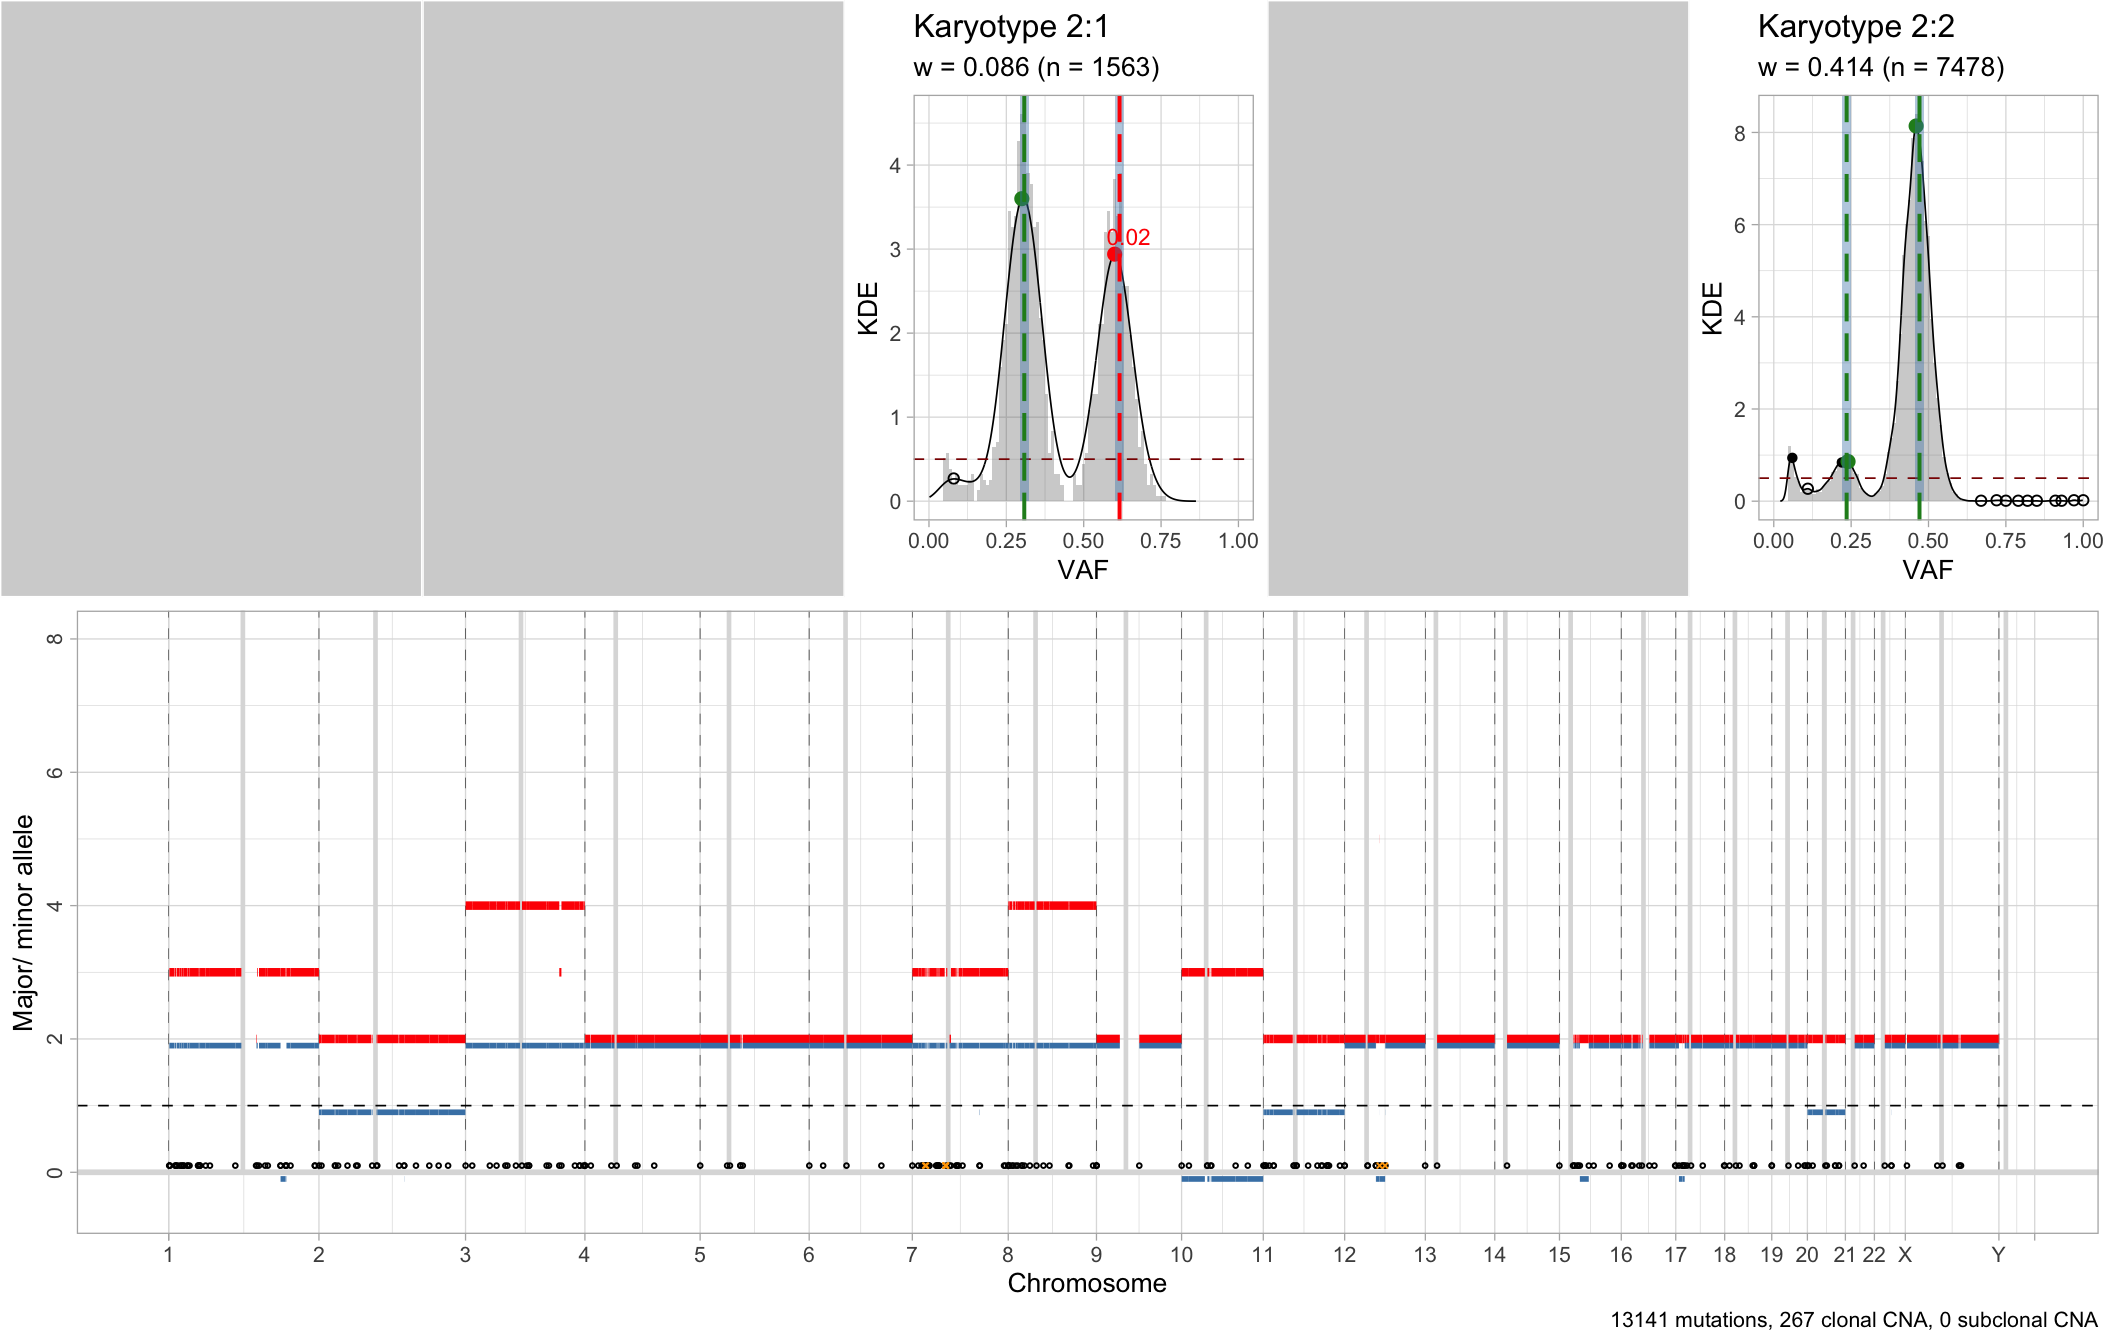 Karyotype 2:1
w = 0.086 (n = 1563)
KDE
4
3
2
1
0
0.02
0.00 0.25 0.50 0.75 1.00
VAF
Karyotype 2:2
w = 0.414 (n = 7478)
KDE
8
6
4
2
0
0.00 0.25 0.50 0.75 1.00
VAF
Major/ minor allele
8
6
4
2
0
1 2 3 4 5 6 7 8 9 10 11 12 13 14 15 16 17 18 19 20 21 22 X Y
Chromosome
13141 mutations, 267 clonal CNA, 0 subclonal CNA